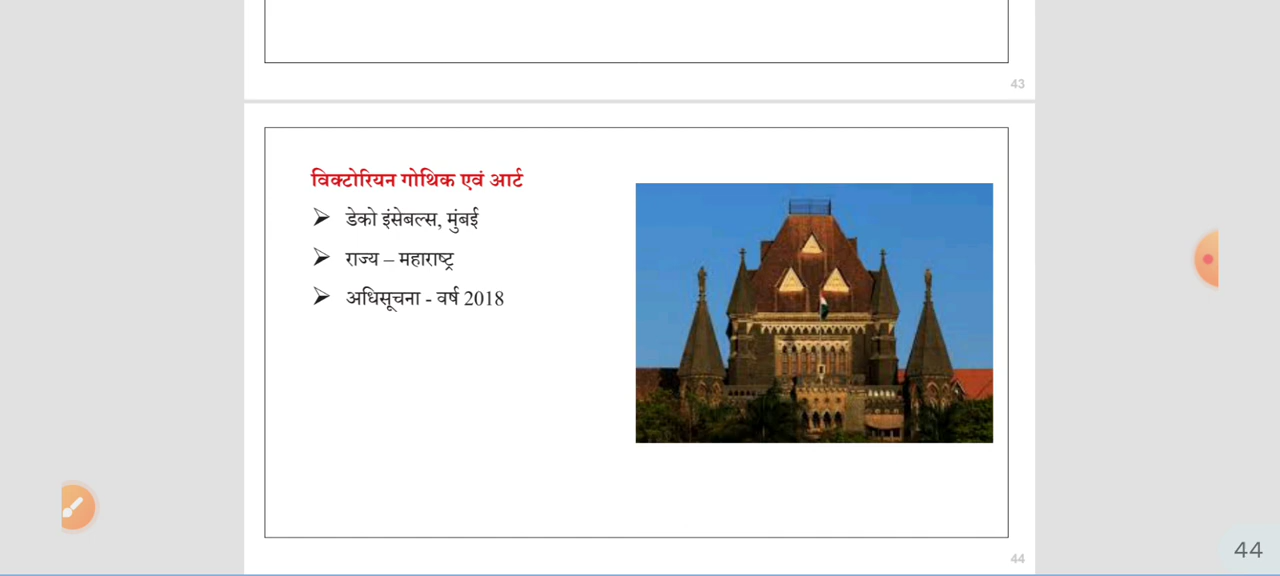 43
विक्टोरियन गोथिक एवं आर्ट
➢ डेको इंसेबल्स, मुंबई
➢ राज्य – महाराष्ट्र
➢ अधिसूचना - वर्ष 2018
44
44